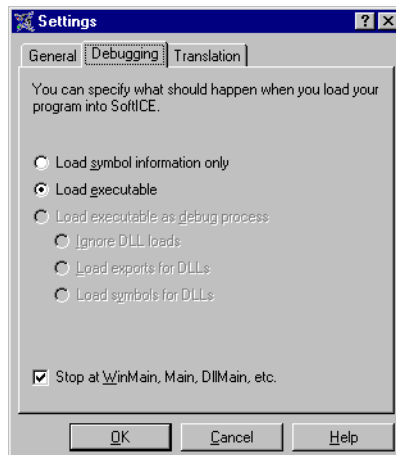 Settings
General Debugging Translation
You can specify what should happen when you load your
program into SoftICE.
Load symbol information only
Load executable
Load executable as debug process
Ignore DLL loads
Load exports for DLLs
Load symbols for DLLs
Stop at WinMain, Main, DllMain, etc.
OK Cancel Help